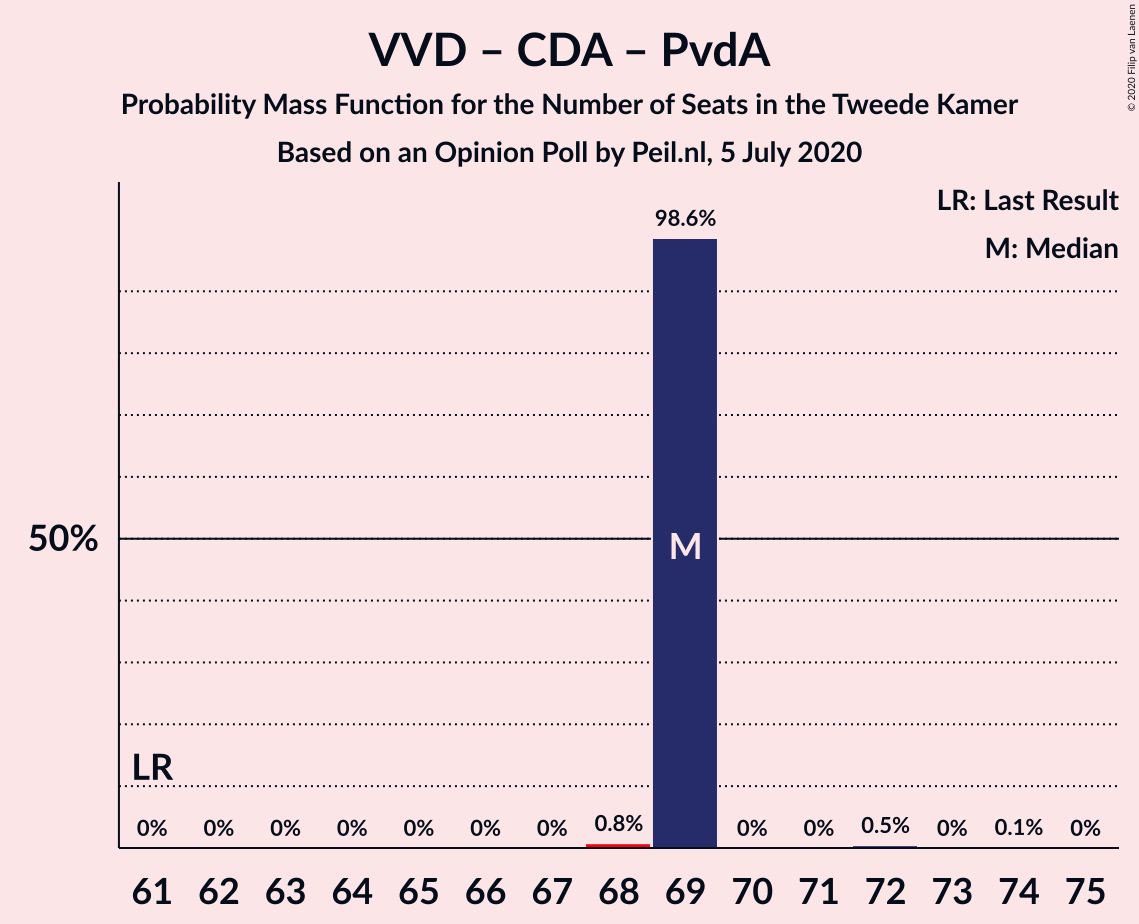 VVD – CDA – PvdA
Probability Mass Function for the Number of Seats in the Tweede Kamer
Based on an Opinion Poll by Peil.nl, 5 July 2020
© 2020 Filip van Laenen
LR: Last Result
M: Median
98.6%
50%
M
LR
0% 0% 0% 0% 0% 0% 0% 0.8% 0% 0% 0.5% 0% 0.1% 0%
61 62 63 64 65 66 67 68 69 70 71 72 73 74 75